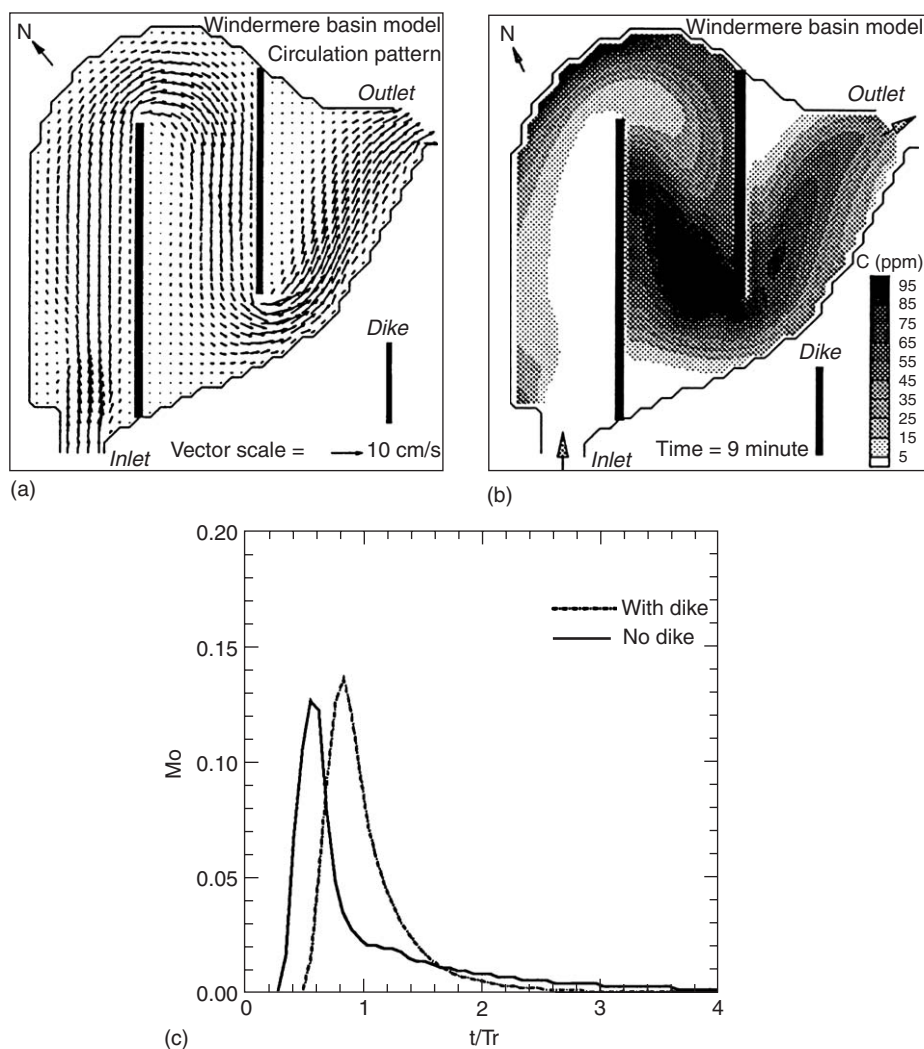 N
Windermere basin model
Circulation pattern
Outlet
Dike
Inlet
Vector scale = 10 cm/s
(a)
N
Windermere basin model
Outlet
C (ppm)
95
85
75
65
55
45
35
25
15
5
Dike
Inlet
Time = 9 minute
(b)
0.20
0.15
0.10
0.05
0.00
Mo
With dike
No dike
0
1
2
3
4
t/Tr
(c)